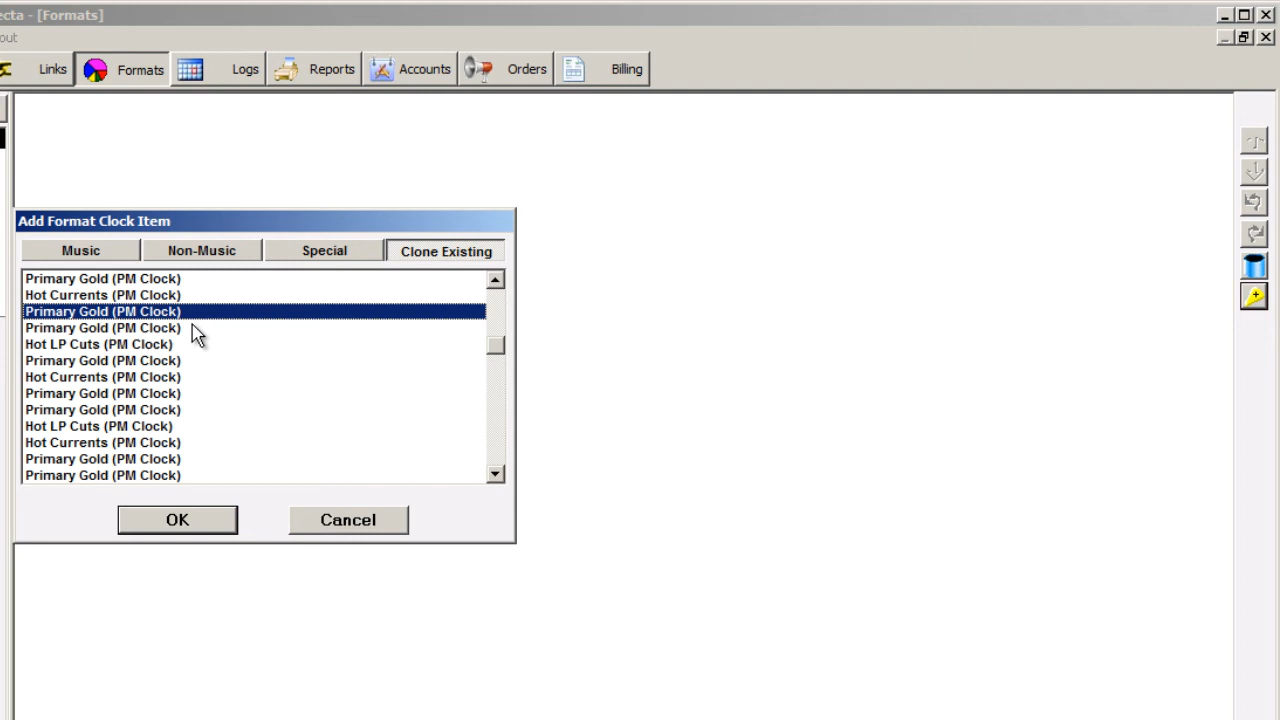 ecta - [Formats]
out
Links Formats Logs Reports Accounts Orders Billing
Add Format Clock Item
Music Non-Music Special Clone Existing
Primary Gold (PM Clock)
Hot Currents (PM Clock)
Primary Gold (PM Clock)
Primary Gold (PM Clock)
Hot LP Cuts (PM Clock)
Primary Gold (PM Clock)
Hot Currents (PM Clock)
Primary Gold (PM Clock)
Primary Gold (PM Clock)
Hot LP Cuts (PM Clock)
Hot Currents (PM Clock)
Primary Gold (PM Clock)
Primary Gold (PM Clock)
OK Cancel